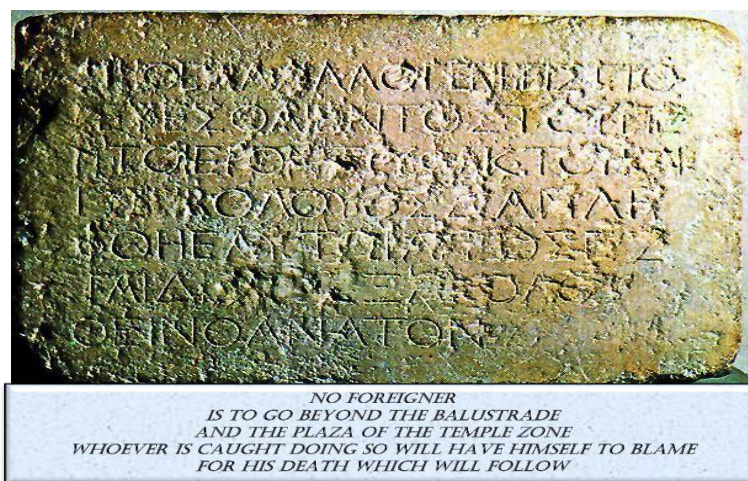 ΜΗΘΕΝΑΑΛΛΟΓΕΝΗΕΙΣΠΟ
ΡΕΥΕΣΘΑΙΕΝΤΟΣΤΟΥΠΕ
ΡΙΤΟΙΕΡΟΝΤΡΥΦΑΚΤΟΥΚΑΙ
ΠΕΡΙΒΟΛΟΥΟΣΔΑΝΛΗ
ΦΘΗΕΑΥΤΩΙΑΙΤΙΟΣΕΣ
ΤΑΙΔΙΑΤΟΕΞΑΚΟΛΟΥ
ΘΕΙΝΘΑΝΑΤΟΝ
NO FOREIGNER
IS TO GO BEYOND THE BALUSTRADE
AND THE PLAZA OF THE TEMPLE ZONE
WHOEVER IS CAUGHT DOING SO WILL HAVE HIMSELF TO BLAME
FOR HIS DEATH WHICH WILL FOLLOW